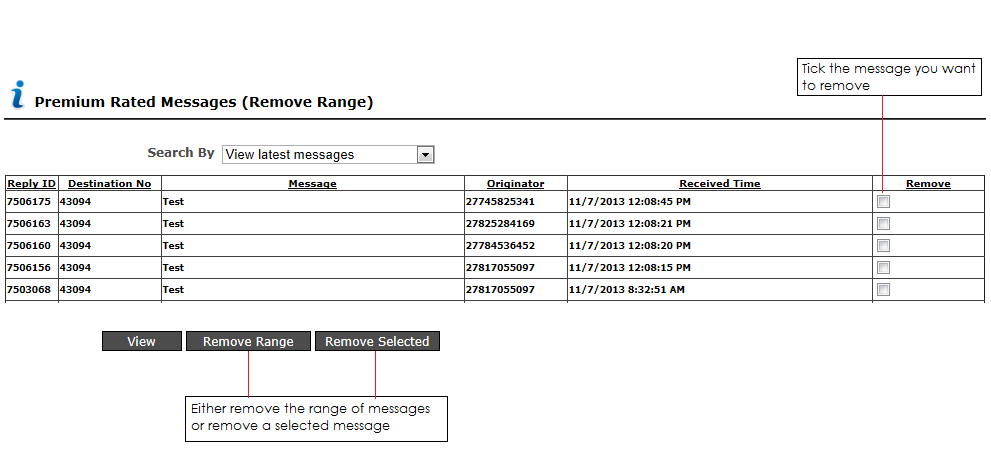 Tick the message you want
to remove
i Premium Rated Messages (Remove Range)
Search By View latest messages
Reply ID Destination No Message Originator Received Time Remove
7506175 43094 Test 27745825341 11/7/2013 12:08:45 PM
7506163 43094 Test 27825284169 11/7/2013 12:08:21 PM
7506160 43094 Test 27784536452 11/7/2013 12:08:20 PM
7506156 43094 Test 27817055097 11/7/2013 12:08:15 PM
7503068 43094 Test 27817055097 11/7/2013 8:32:51 AM
View Remove Range Remove Selected
Either remove the range of messages
or remove a selected message